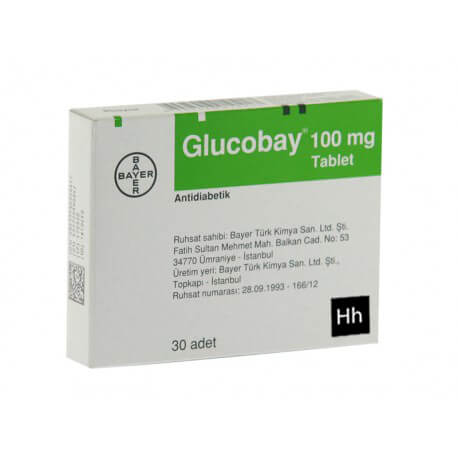 Glucobay® 100 mg
Tablet
BAYER
BAYER
Antidiabetik
Ruhsat sahibi: Bayer Türk Kimya San. Ltd. Şti.
Fatih Sultan Mehmet Mah. Balkan Cad. No: 53
34770 Ümraniye - İstanbul
Üretim yeri: Bayer Türk Kimya San. Ltd. Şti.,
Topkapı - İstanbul
Ruhsat numarası: 28.09.1993 - 166/12
Hh
30 adet